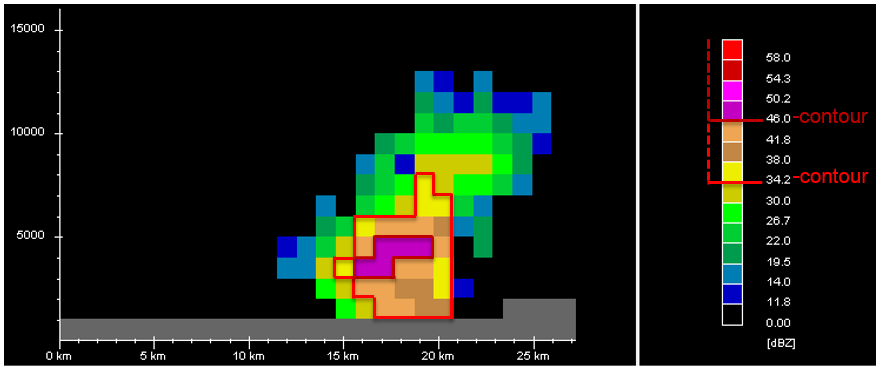 15000
10000
5000
0 km
5 km
10 km
15 km
20 km
25 km
58.0
54.3
50.2
46.0 -contour
41.8
38.0
34.2 -contour
30.0
26.7
22.0
19.5
14.0
11.8
0.00
[dBZ]